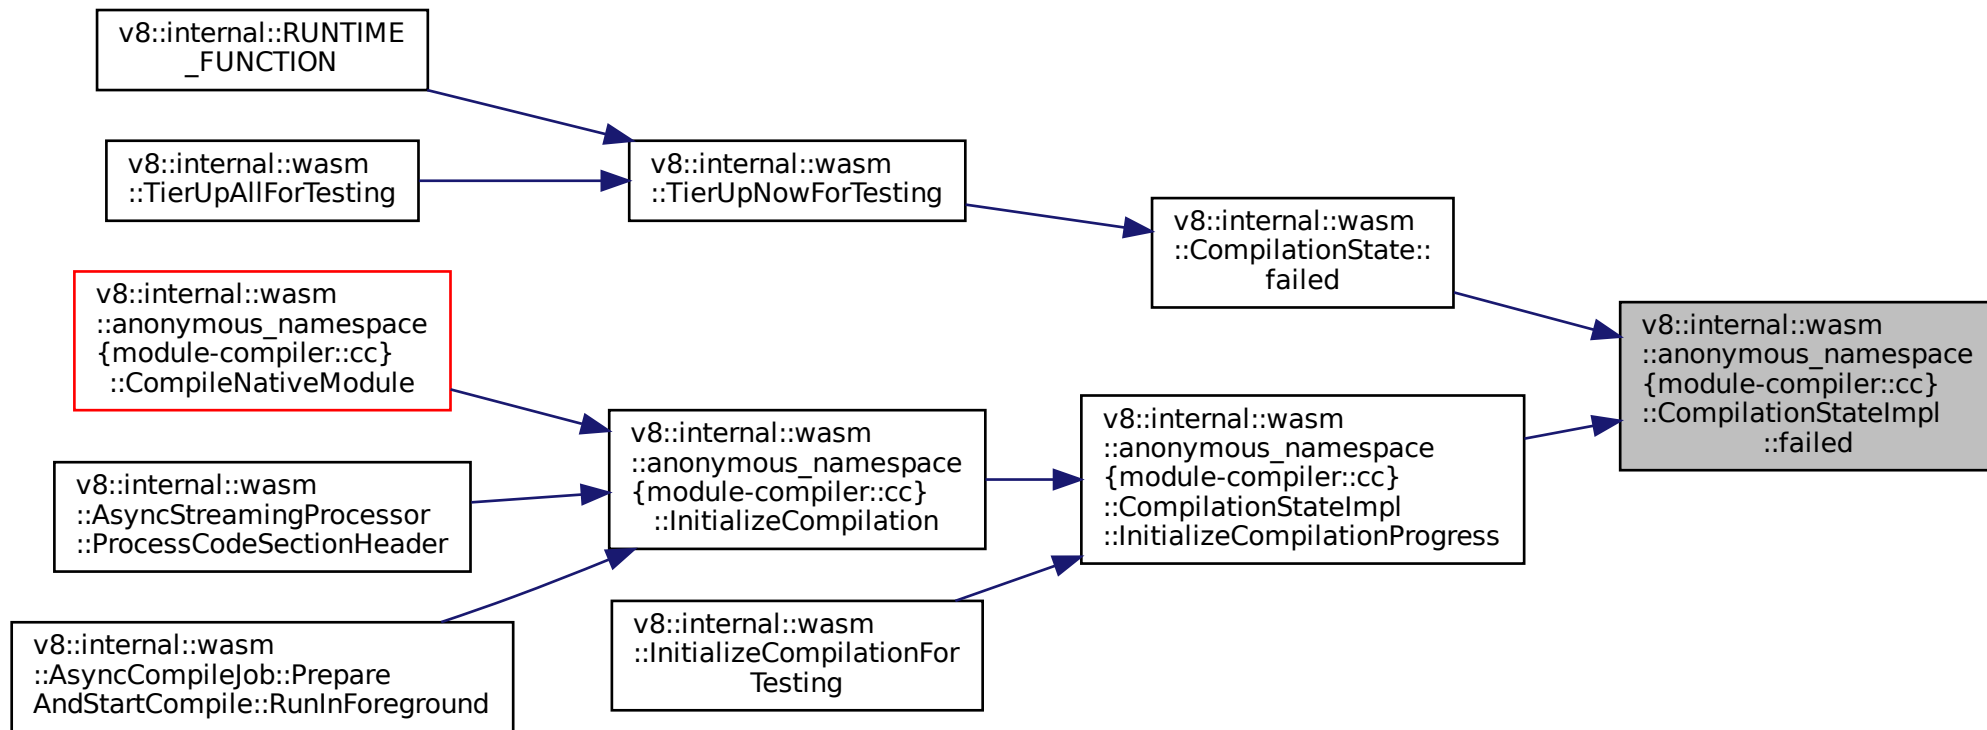 v8::internal::RUNTIME
_FUNCTION
v8::internal::wasm
::TierUpAllForTesting
v8::internal::wasm
::TierUpNowForTesting
v8::internal::wasm
::CompilationState::
failed
v8::internal::wasm
::anonymous_namespace
{module-compiler::cc}
::CompileNativeModule
v8::internal::wasm
::anonymous_namespace
{module-compiler::cc}
::CompilationStateImpl
::failed
v8::internal::wasm
::anonymous_namespace
{module-compiler::cc}
::InitializeCompilation
v8::internal::wasm
::anonymous_namespace
{module-compiler::cc}
::CompilationStateImpl
::InitializeCompilationProgress
v8::internal::wasm
::AsyncStreamingProcessor
::ProcessCodeSectionHeader
v8::internal::wasm
::InitializeCompilationFor
Testing
v8::internal::wasm
::AsyncCompileJob::Prepare
AndStartCompile::RunInForeground